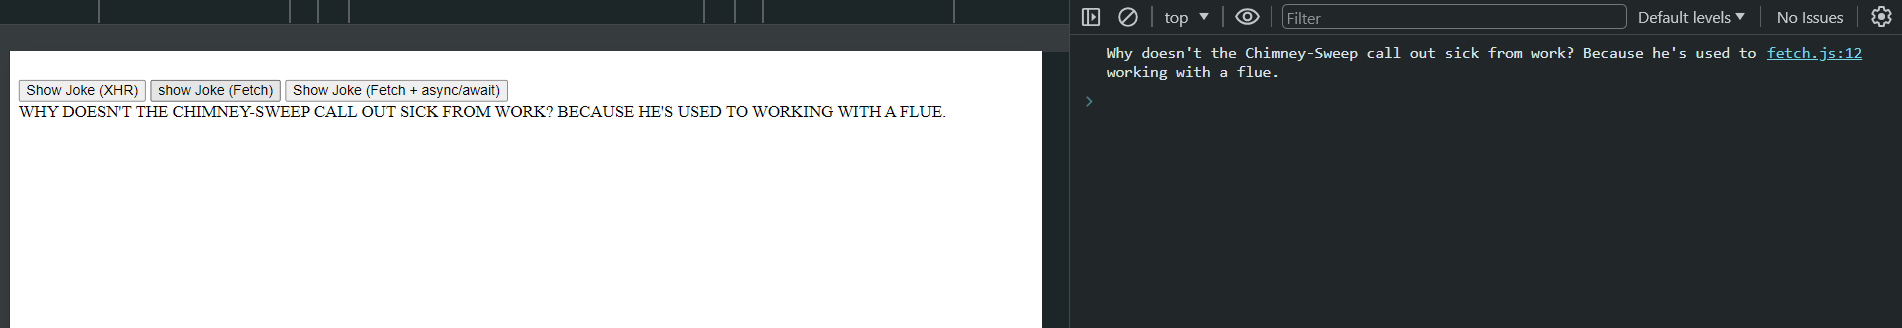 top
Filter
Default levels
No Issues
Why doesn't the Chimney-Sweep call out sick from work? Because he's used to fetch.js:12
working with a flue.
Show Joke (XHR) show Joke (Fetch) Show Joke (Fetch + async/await)
WHY DOESN'T THE CHIMNEY-SWEEP CALL OUT SICK FROM WORK? BECAUSE HE'S USED TO WORKING WITH A FLUE.